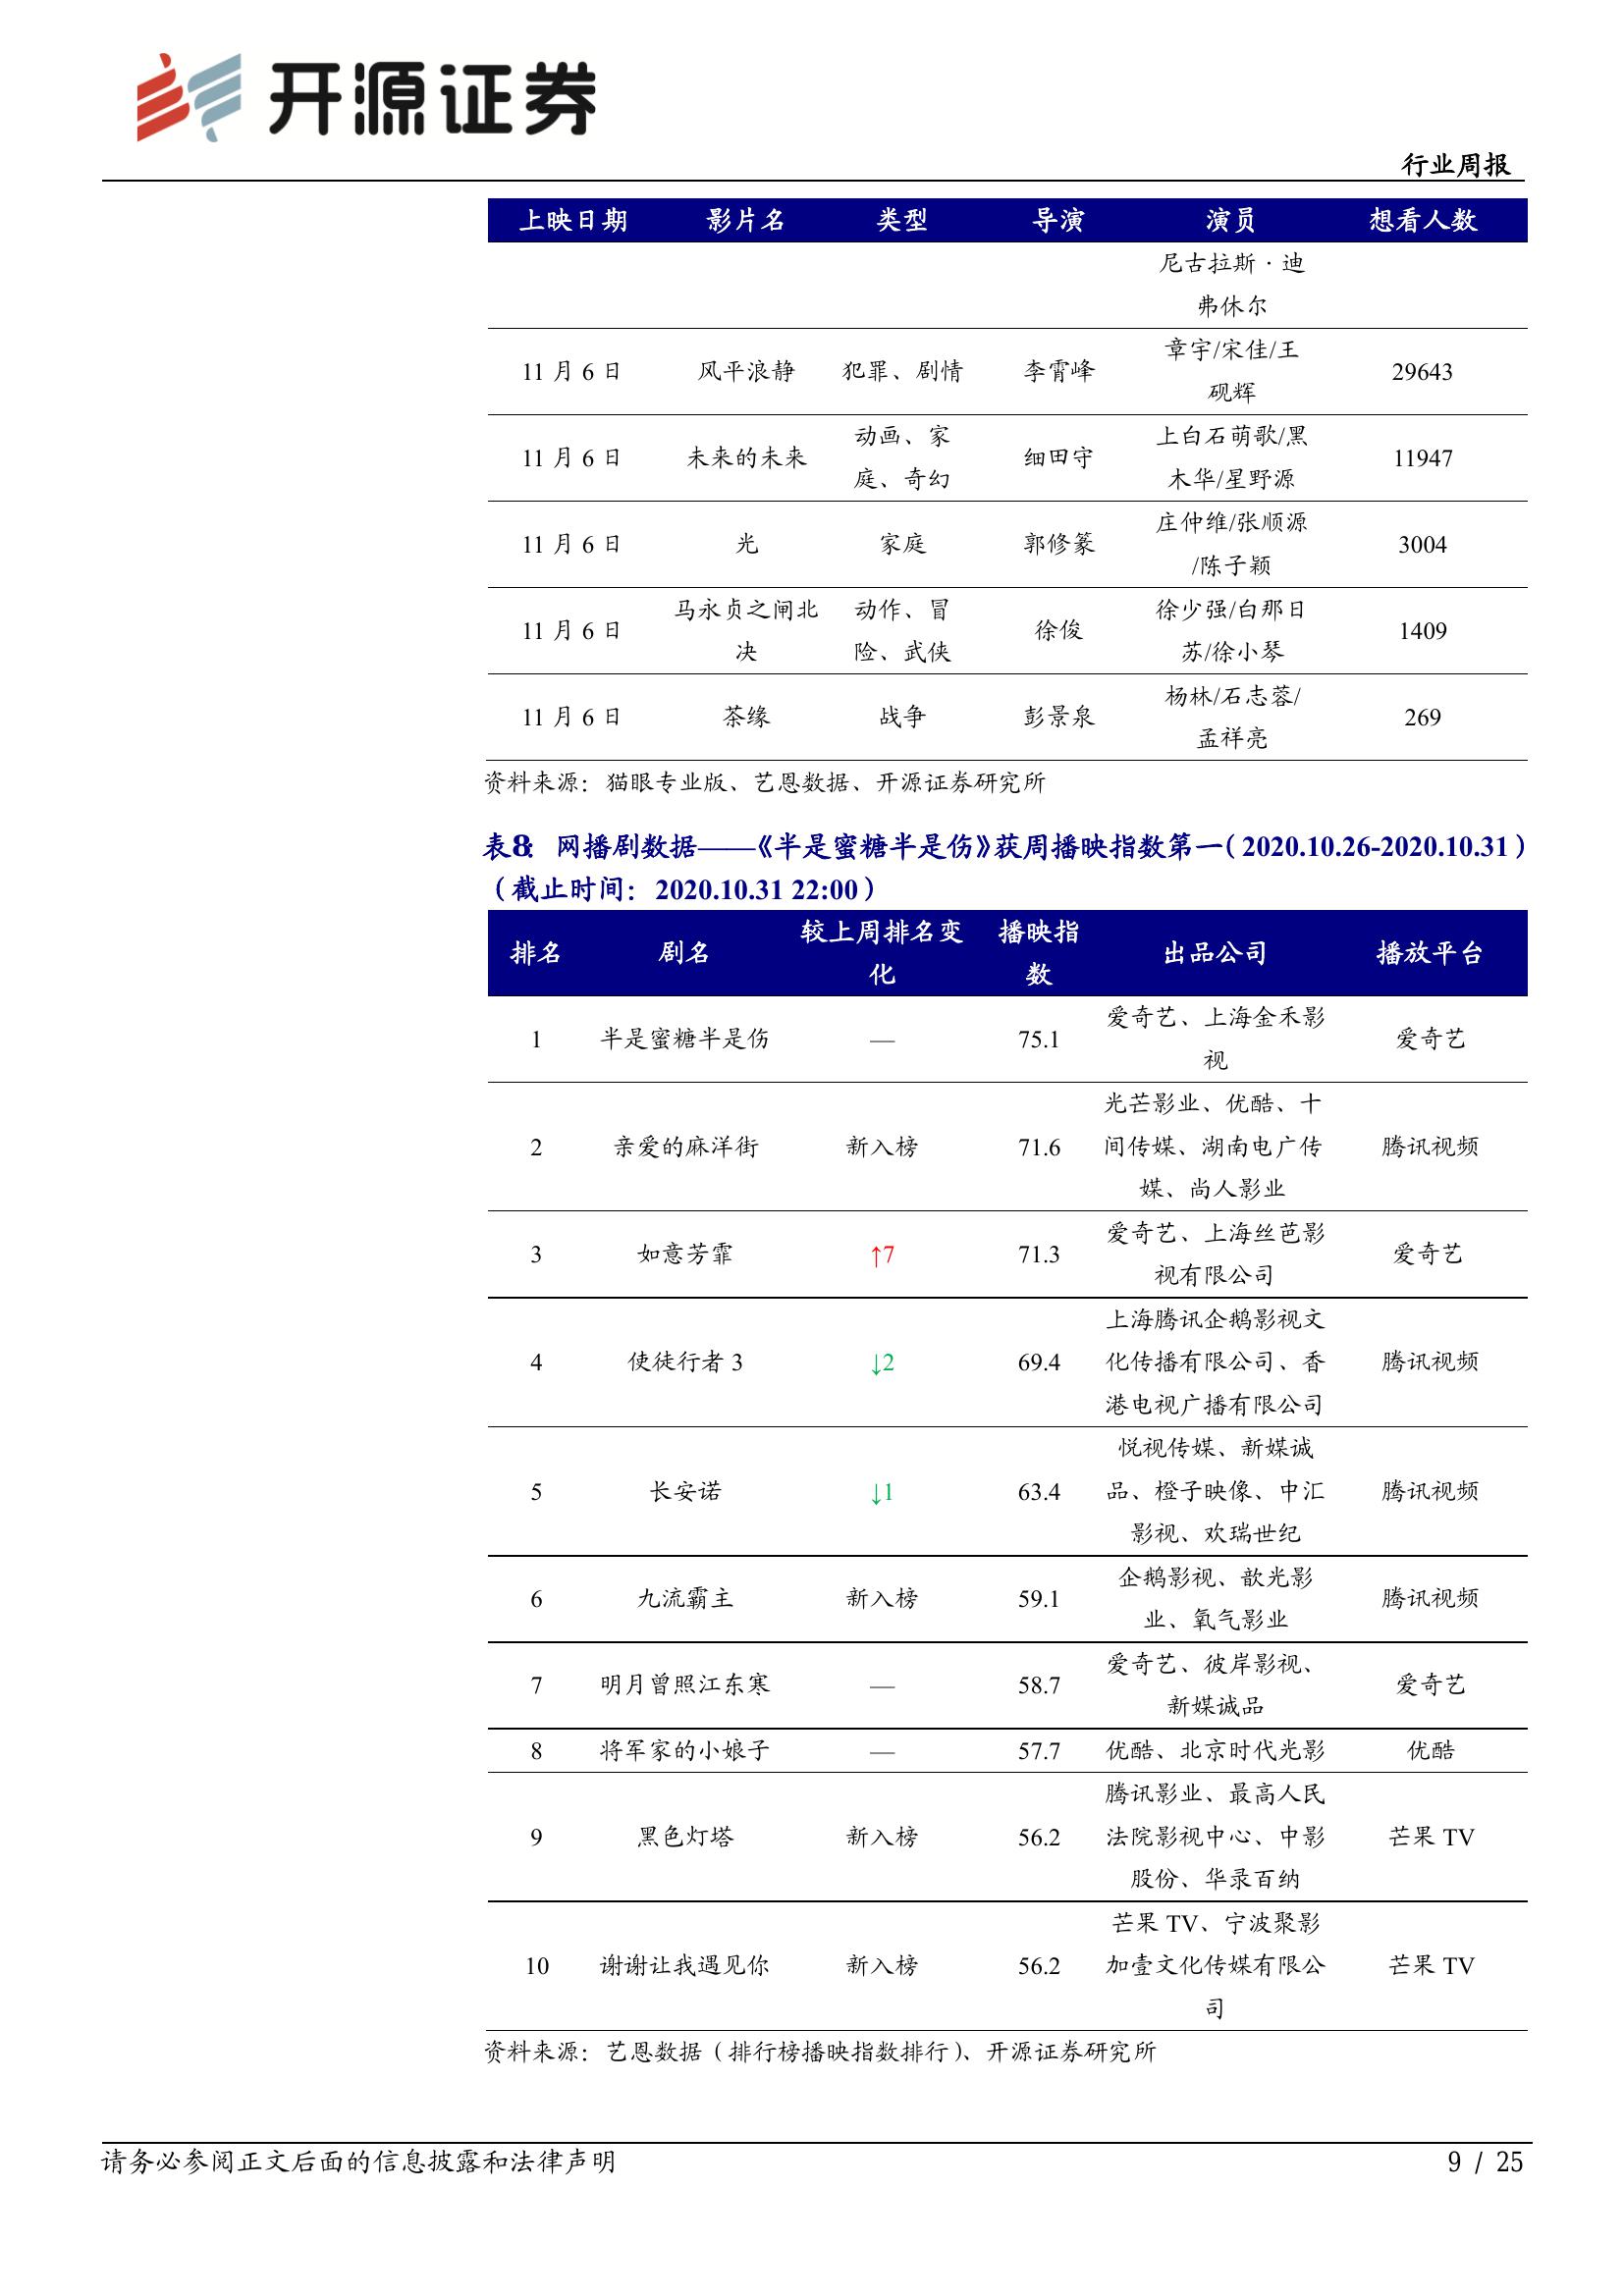 开源证券
行业周报
上映日期 影片名 类型 导演 演员 想看人数
尼古拉斯·迪
弗休尔
11 月 6 日 风平浪静 犯罪、剧情 李霄峰 章宇/宋佳/王 29643
砚辉
11 月 6 日 未来的未来 动画、家 细田守 上白石萌歌/黑 11947
庭、奇幻 木华/星野源
11 月 6 日 光 家庭 郭修篆 庄仲维/张顺源 3004
/陈子颖
11 月 6 日 马永贞之闸北 动作、冒 徐俊 徐少强/白那日 1409
决 险、武侠 苏/徐小琴
11 月 6 日 茶缘 战争 彭景泉 杨林/石志蓉/ 269
孟祥亮
资料来源：猫眼专业版、艺恩数据、开源证券研究所
表8：网播剧数据——《半是蜜糖半是伤》获周播映指数第一（2020.10.26-2020.10.31）
（截止时间：2020.10.31 22:00）
排名 剧名 较上周排名变 播映指 出品公司 播放平台
化 数
1 半是蜜糖半是伤 — 75.1 爱奇艺、上海金禾影 爱奇艺
视
光芒影业、优酷、十
2 亲爱的麻洋街 新入榜 71.6 间传媒、湖南电广传 腾讯视频
媒、尚人影业
3 如意芳霏 ↑7 71.3 爱奇艺、上海丝芭影 爱奇艺
视有限公司
上海腾讯企鹅影视文
4 使徒行者 3 ↓2 69.4 化传播有限公司、香 腾讯视频
港电视广播有限公司
悦视传媒、新媒诚
5 长安诺 ↓1 63.4 品、橙子映像、中汇 腾讯视频
影视、欢瑞世纪
6 九流霸主 新入榜 59.1 企鹅影视、歆光影 腾讯视频
业、氧气影业
7 明月曾照江东寒 — 58.7 爱奇艺、彼岸影视、 爱奇艺
新媒诚品
8 将军家的小娘子 — 57.7 优酷、北京时代光影 优酷
腾讯影业、最高人民
9 黑色灯塔 新入榜 56.2 法院影视中心、中影 芒果 TV
股份、华录百纳
芒果 TV、宁波聚影
10 谢谢让我遇见你 新入榜 56.2 加壹文化传媒有限公 芒果 TV
司
资料来源：艺恩数据（排行榜播映指数排行）、开源证券研究所
请务必参阅正文后面的信息披露和法律声明 9 / 25